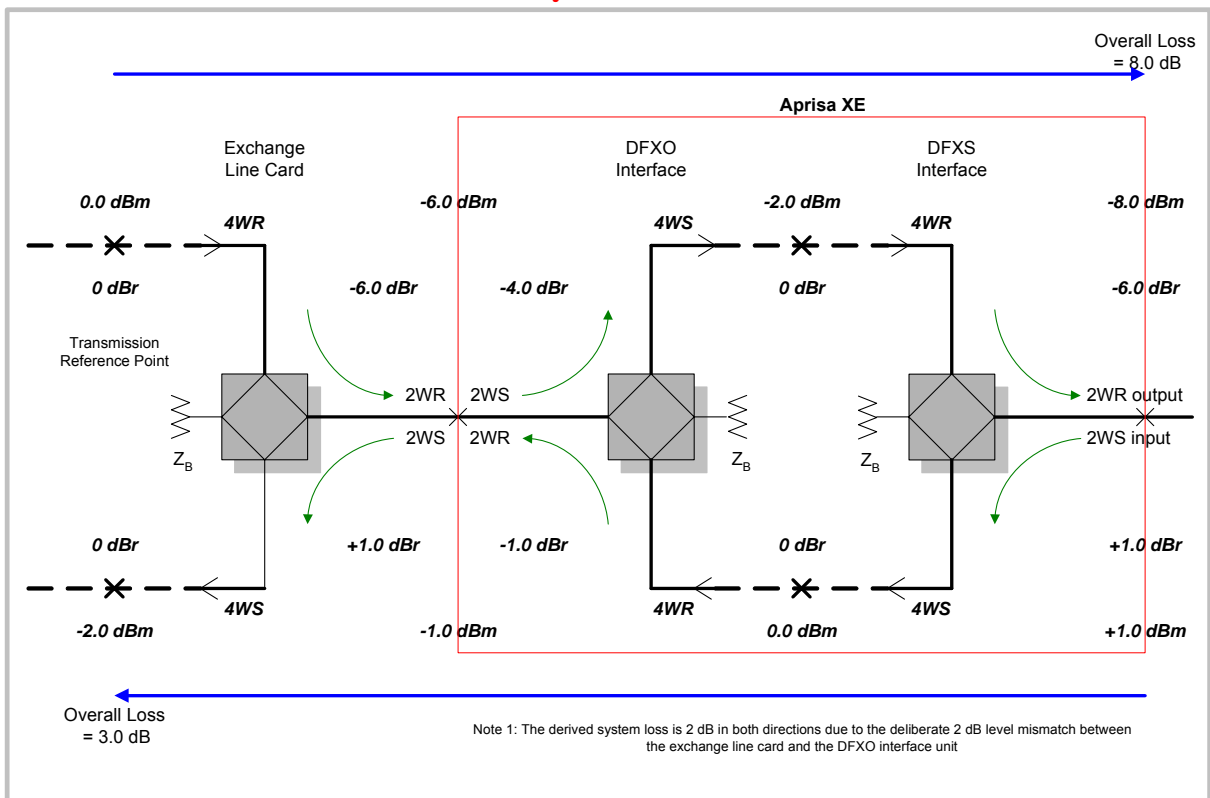 Overall Loss
= 8.0 dB
Aprisa XE
Exchange
Line Card
DFXO
Interface
DFXS
Interface
0.0 dBm
-6.0 dBm
-2.0 dBm
-8.0 dBm
4WR
4WS
4WR
0 dBr
-6.0 dBr
-4.0 dBr
0 dBr
-6.0 dBr
Transmission
Reference Point
2WR
2WS
2WR output
2WS
2WR
2WS input
ZB
ZB
ZB
0 dBr
+1.0 dBr
-1.0 dBr
0 dBr
+1.0 dBr
4WS
4WR
4WS
-2.0 dBm
-1.0 dBm
0.0 dBm
+1.0 dBm
Overall Loss
= 3.0 dB
Note 1: The derived system loss is 2 dB in both directions due to the deliberate 2 dB level mismatch between
the exchange line card and the DFXO interface unit